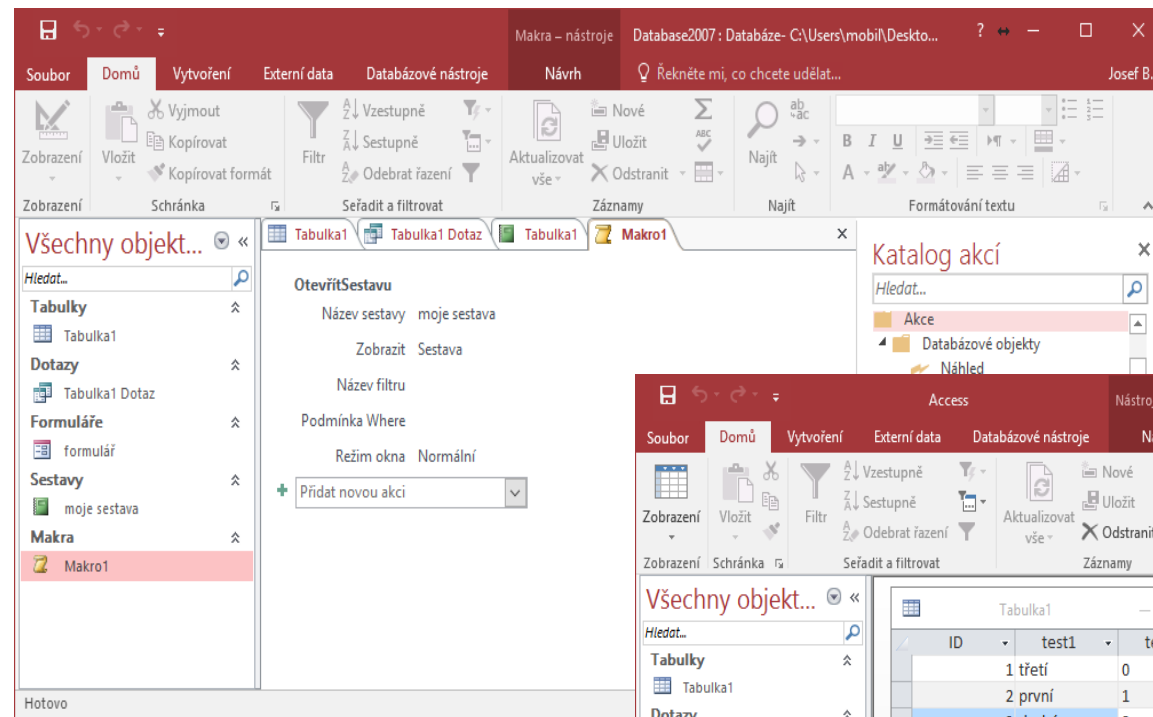 Makra – nástroje Database2007 : Databáze- C:\Users\mobil\Deskto... ?
Soubor Domů Vytvoření Externí data Databázové nástroje Návrh Řekněte mi, co chcete udělat... Josef B.
Zobrazení
Vložit
Vyjmout
Kopírovat
Kopírovat formát
Filtr
Vzestupně
Sestupně
Odebrat řazení
Aktualizovat vše
Nové
Uložit
Odstranit
Najít
B I U
A
Zobrazení Schránka Seřadit a filtrovat Záznamy Najít Formátování textu
Všechny objekt...
Hledat...
Tabulky
Tabulka1
Dotazy
Tabulka1 Dotaz
Formuláře
formulář
Sestavy
moje sestava
Makra
Makro1
Tabulka1 Tabulka1 Dotaz Tabulka1 Makro1
OtevřítSestavu
Název sestavy moje sestava
Zobrazit Sestava
Název filtru
Podmínka Where
Režim okna Normální
Přidat novou akci
Katalog akcí
Hledat...
Akce
Databázové objekty
Náhled
Hotovo
Access Nástroj
Soubor Domů Vytvoření Externí data Databázové nástroje
Zobrazení
Vložit
Filtr
Vzestupně
Sestupně
Odebrat řazení
Aktualizovat vše
Nové
Uložit
Odstranit
Zobrazení Schránka Seřadit a filtrovat Záznamy
Všechny objekt...
Hledat...
Tabulky
Tabulka1
Dotazy
Tabulka1
ID test1
1 třetí 0
2 první 1